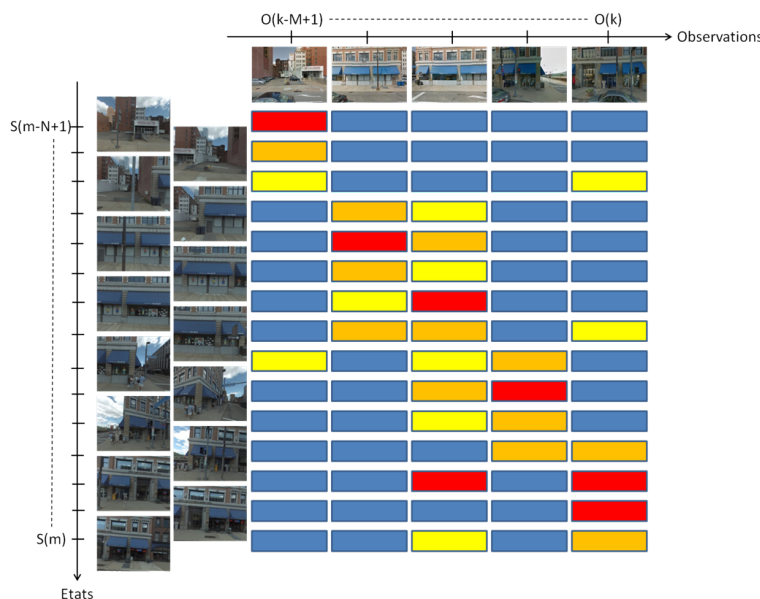 O(k-M+1)
O(k)
Observations
S(m-N+1)
S(m)
Etats